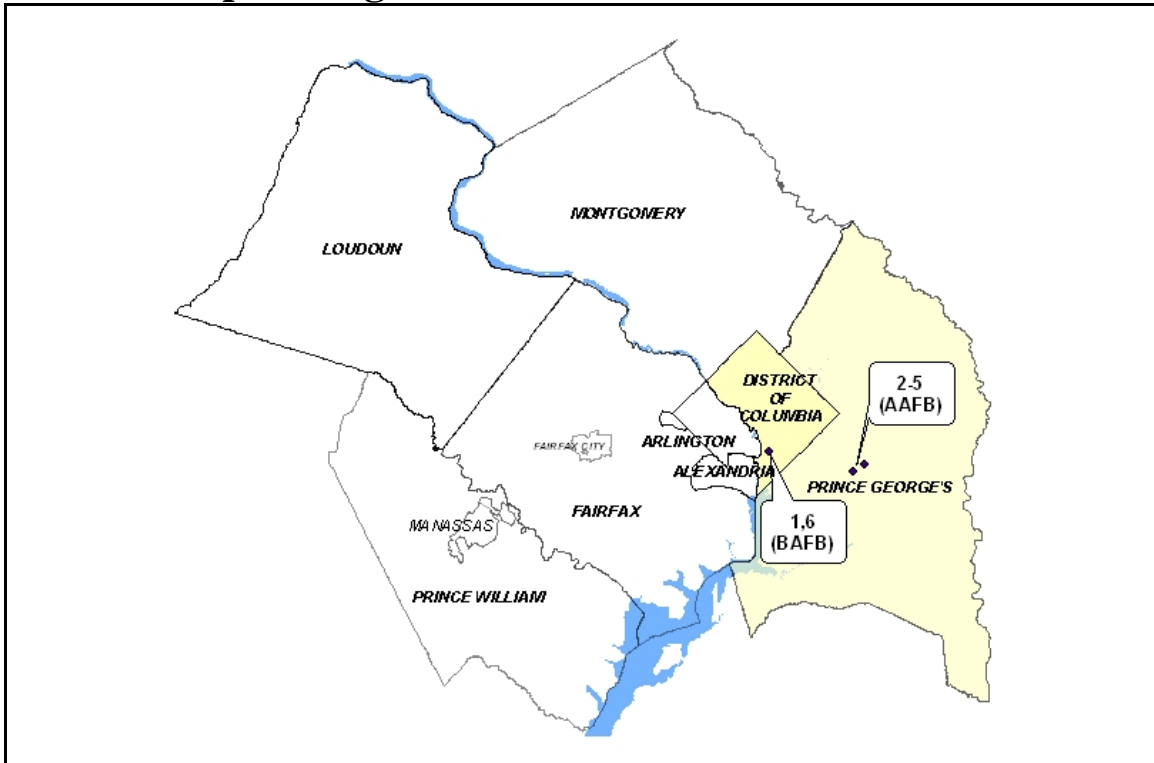 MONTGOMERY
LOUDOUN
DISTRICT
OF
COLUMBIA
2-5
(AAFB)
ARLINGTON
FAIRFAX CITY
ALEXANDRIA
PRINCE GEORGE'S
FAIRFAX
1,6
(BAFB)
MANASSAS
PRINCE WILLIAM